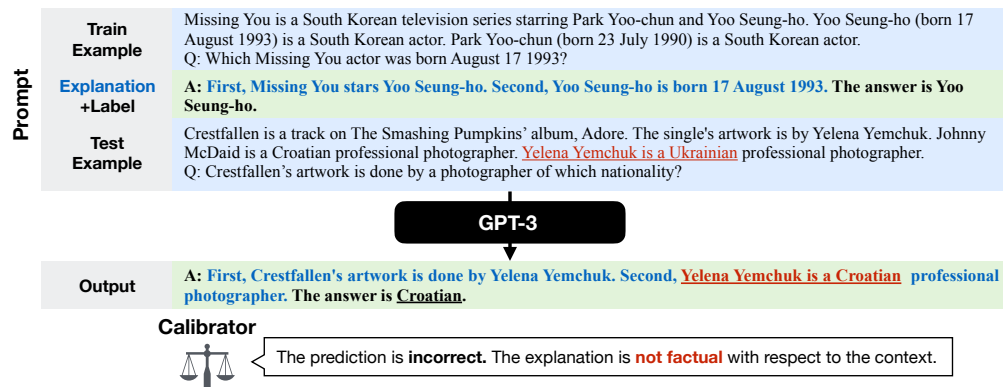 Prompt
Train
Example
Missing You is a South Korean television series starring Park Yoo-chun and Yoo Seung-ho. Yoo Seung-ho (born 17
August 1993) is a South Korean actor. Park Yoo-chun (born 23 July 1990) is a South Korean actor.
Q: Which Missing You actor was born August 17 1993?
Explanation
+Label
A: First, Missing You stars Yoo Seung-ho. Second, Yoo Seung-ho is born 17 August 1993. The answer is Yoo
Seung-ho.
Test
Example
Crestfallen is a track on The Smashing Pumpkins' album, Adore. The single's artwork is by Yelena Yemchuk. Johnny
McDaid is a Croatian professional photographer. Yelena Yemchuk is a Ukrainian professional photographer.
Q: Crestfallen's artwork is done by a photographer of which nationality?
GPT-3
Output
A: First, Crestfallen's artwork is done by Yelena Yemchuk. Second, Yelena Yemchuk is a Croatian professional
photographer. The answer is Croatian.
Calibrator
The prediction is incorrect. The explanation is not factual with respect to the context.